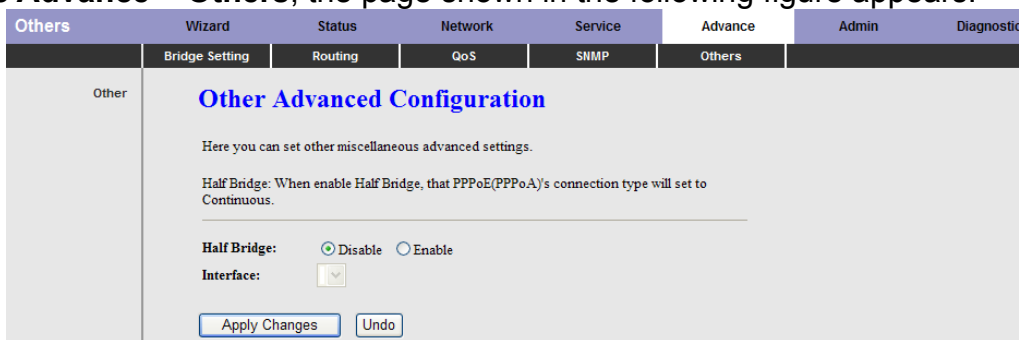 Advance > Others, the page shown in the following figure appears:
Others
Wizard Status Network Service Advance Admin Diagnostic
Bridge Setting Routing QoS SNMP Others
Other
Other Advanced Configuration
Here you can set other miscellaneous advanced settings.
Half Bridge: When enable Half Bridge, that PPPoE(PPPoA)'s connection type will set to
Continuous.
Half Bridge: Disable Enable
Interface:
Apply Changes Undo